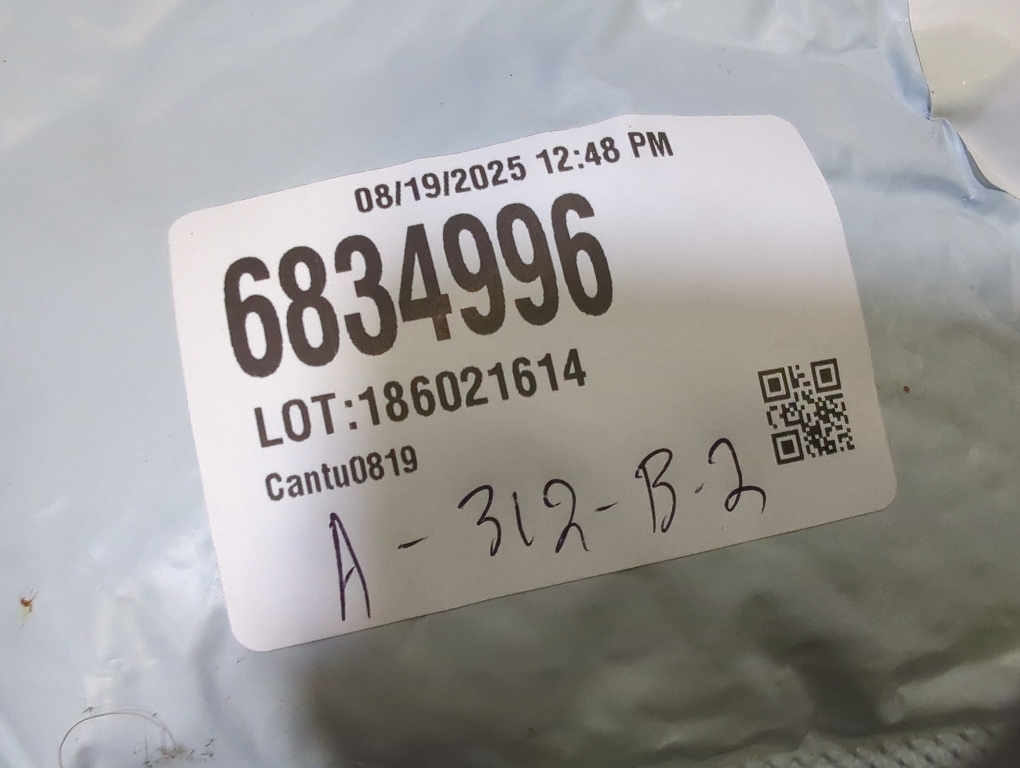 08/19/2025 12:48 PM
6834996
LOT:186021614
Cantu0819
A - 312 - B - 2